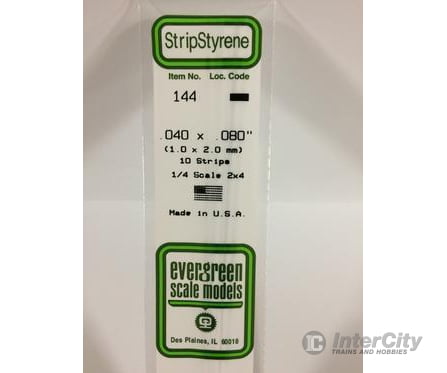 StripStyrene
Item No. Loc. Code
144
.040 x .080"
(1.0 x 2.0 mm)
10 Strips
1/4 Scale 2x4
Made in U.S.A.
evergreen
scale models
Des Plaines, IL 60018
IC InterCity
TRAINS AND HOBBIES